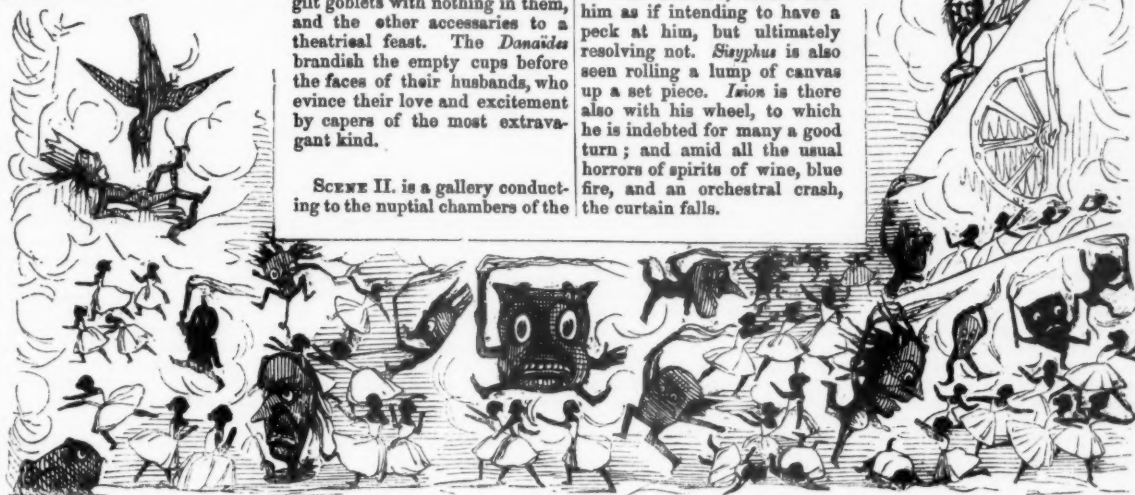 gilt goblets with nothing in them,
and the other accessaries to a
theatrical feast. The Danaïdes
brandish the empty cups before
the faces of their husbands, who
evince their love and excitement
by capers of the most extrava-
gant kind.
SCENE II. is a gallery conduct-
ing to the nuptial chambers of the
him as if intending to have a
peck at him, but ultimately
resolving not. Sisyphus is also
seen rolling a lump of canvas
up a set piece. Ixion is there
also with his wheel, to which
he is indebted for many a good
turn; and amid all the usual
horrors of spirits of wine, blue
fire, and an orchestral crash,
the curtain falls.